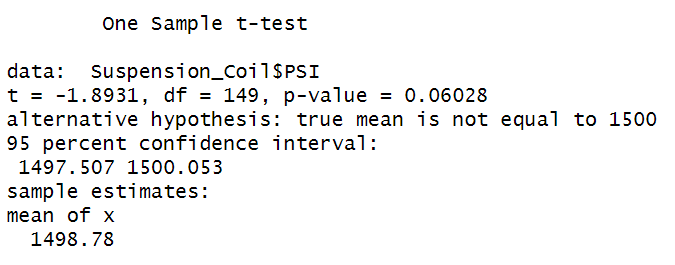 One Sample t-test
data: Suspension_Coil$PSI
t = -1.8931, df = 149, p-value = 0.06028
alternative hypothesis: true mean is not equal to 1500
95 percent confidence interval:
1497.507 1500.053
sample estimates:
mean of x
1498.78